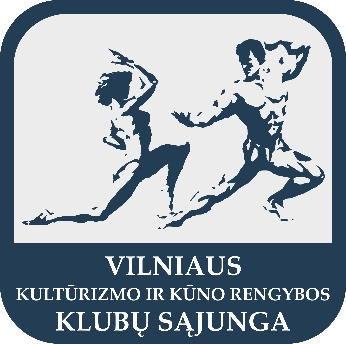 VILNIAUS
KULTŪRIZMO IR KŪNO RENGYBOS
KLUBŲ SĄJUNGA